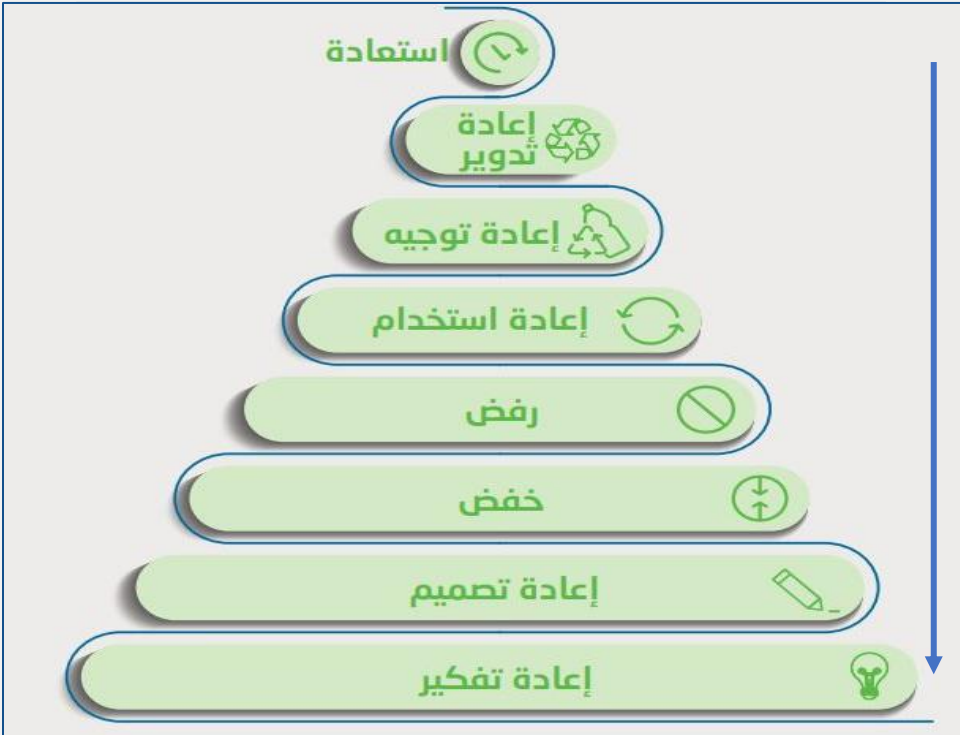 استعادة
إعادة
تدوير
إعادة توجيه
إعادة استخدام
رفض
خفض
إعادة تصميم
إعادة تفكير